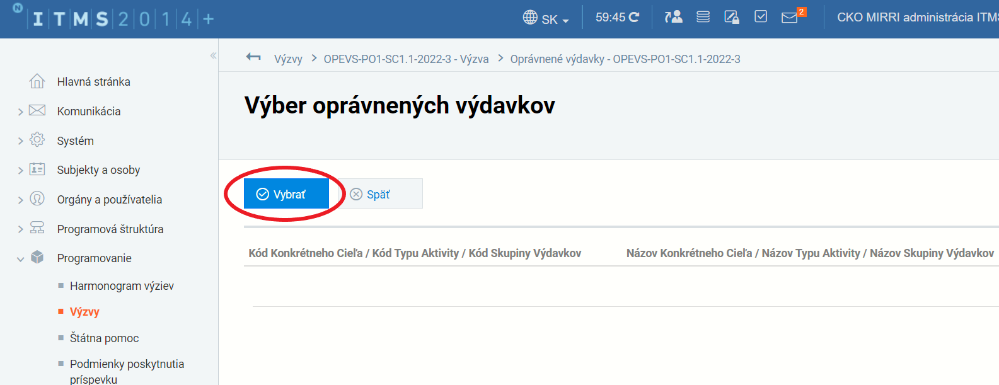 N ITMS2014+
SK
59:45
2
CKO MIRRI administrácia ITMS
«
Výzvy > OPEVS-PO1-SC1.1-2022-3 - Výzva > Oprávnené výdavky - OPEVS-PO1-SC1.1-2022-3
Výber oprávnených výdavkov
Hlavná stránka
Komunikácia
Systém
Subjekty a osoby
Orgány a používatelia
Programová štruktúra
Programovanie
Harmonogram výziev
Výzvy
Štátna pomoc
Podmienky poskytnutia
príspevku
Vybrať
Späť
Kód Konkrétneho Cieľa / Kód Typu Aktivity / Kód Skupiny Výdavkov
Názov Konkrétneho Cieľa / Názov Typu Aktivity / Názov Skupiny Výdavkov